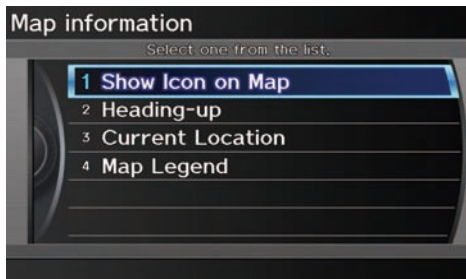 Map information
Select one from the list.
1 Show Icon on Map
2 Heading-up
3 Current Location
4 Map Legend